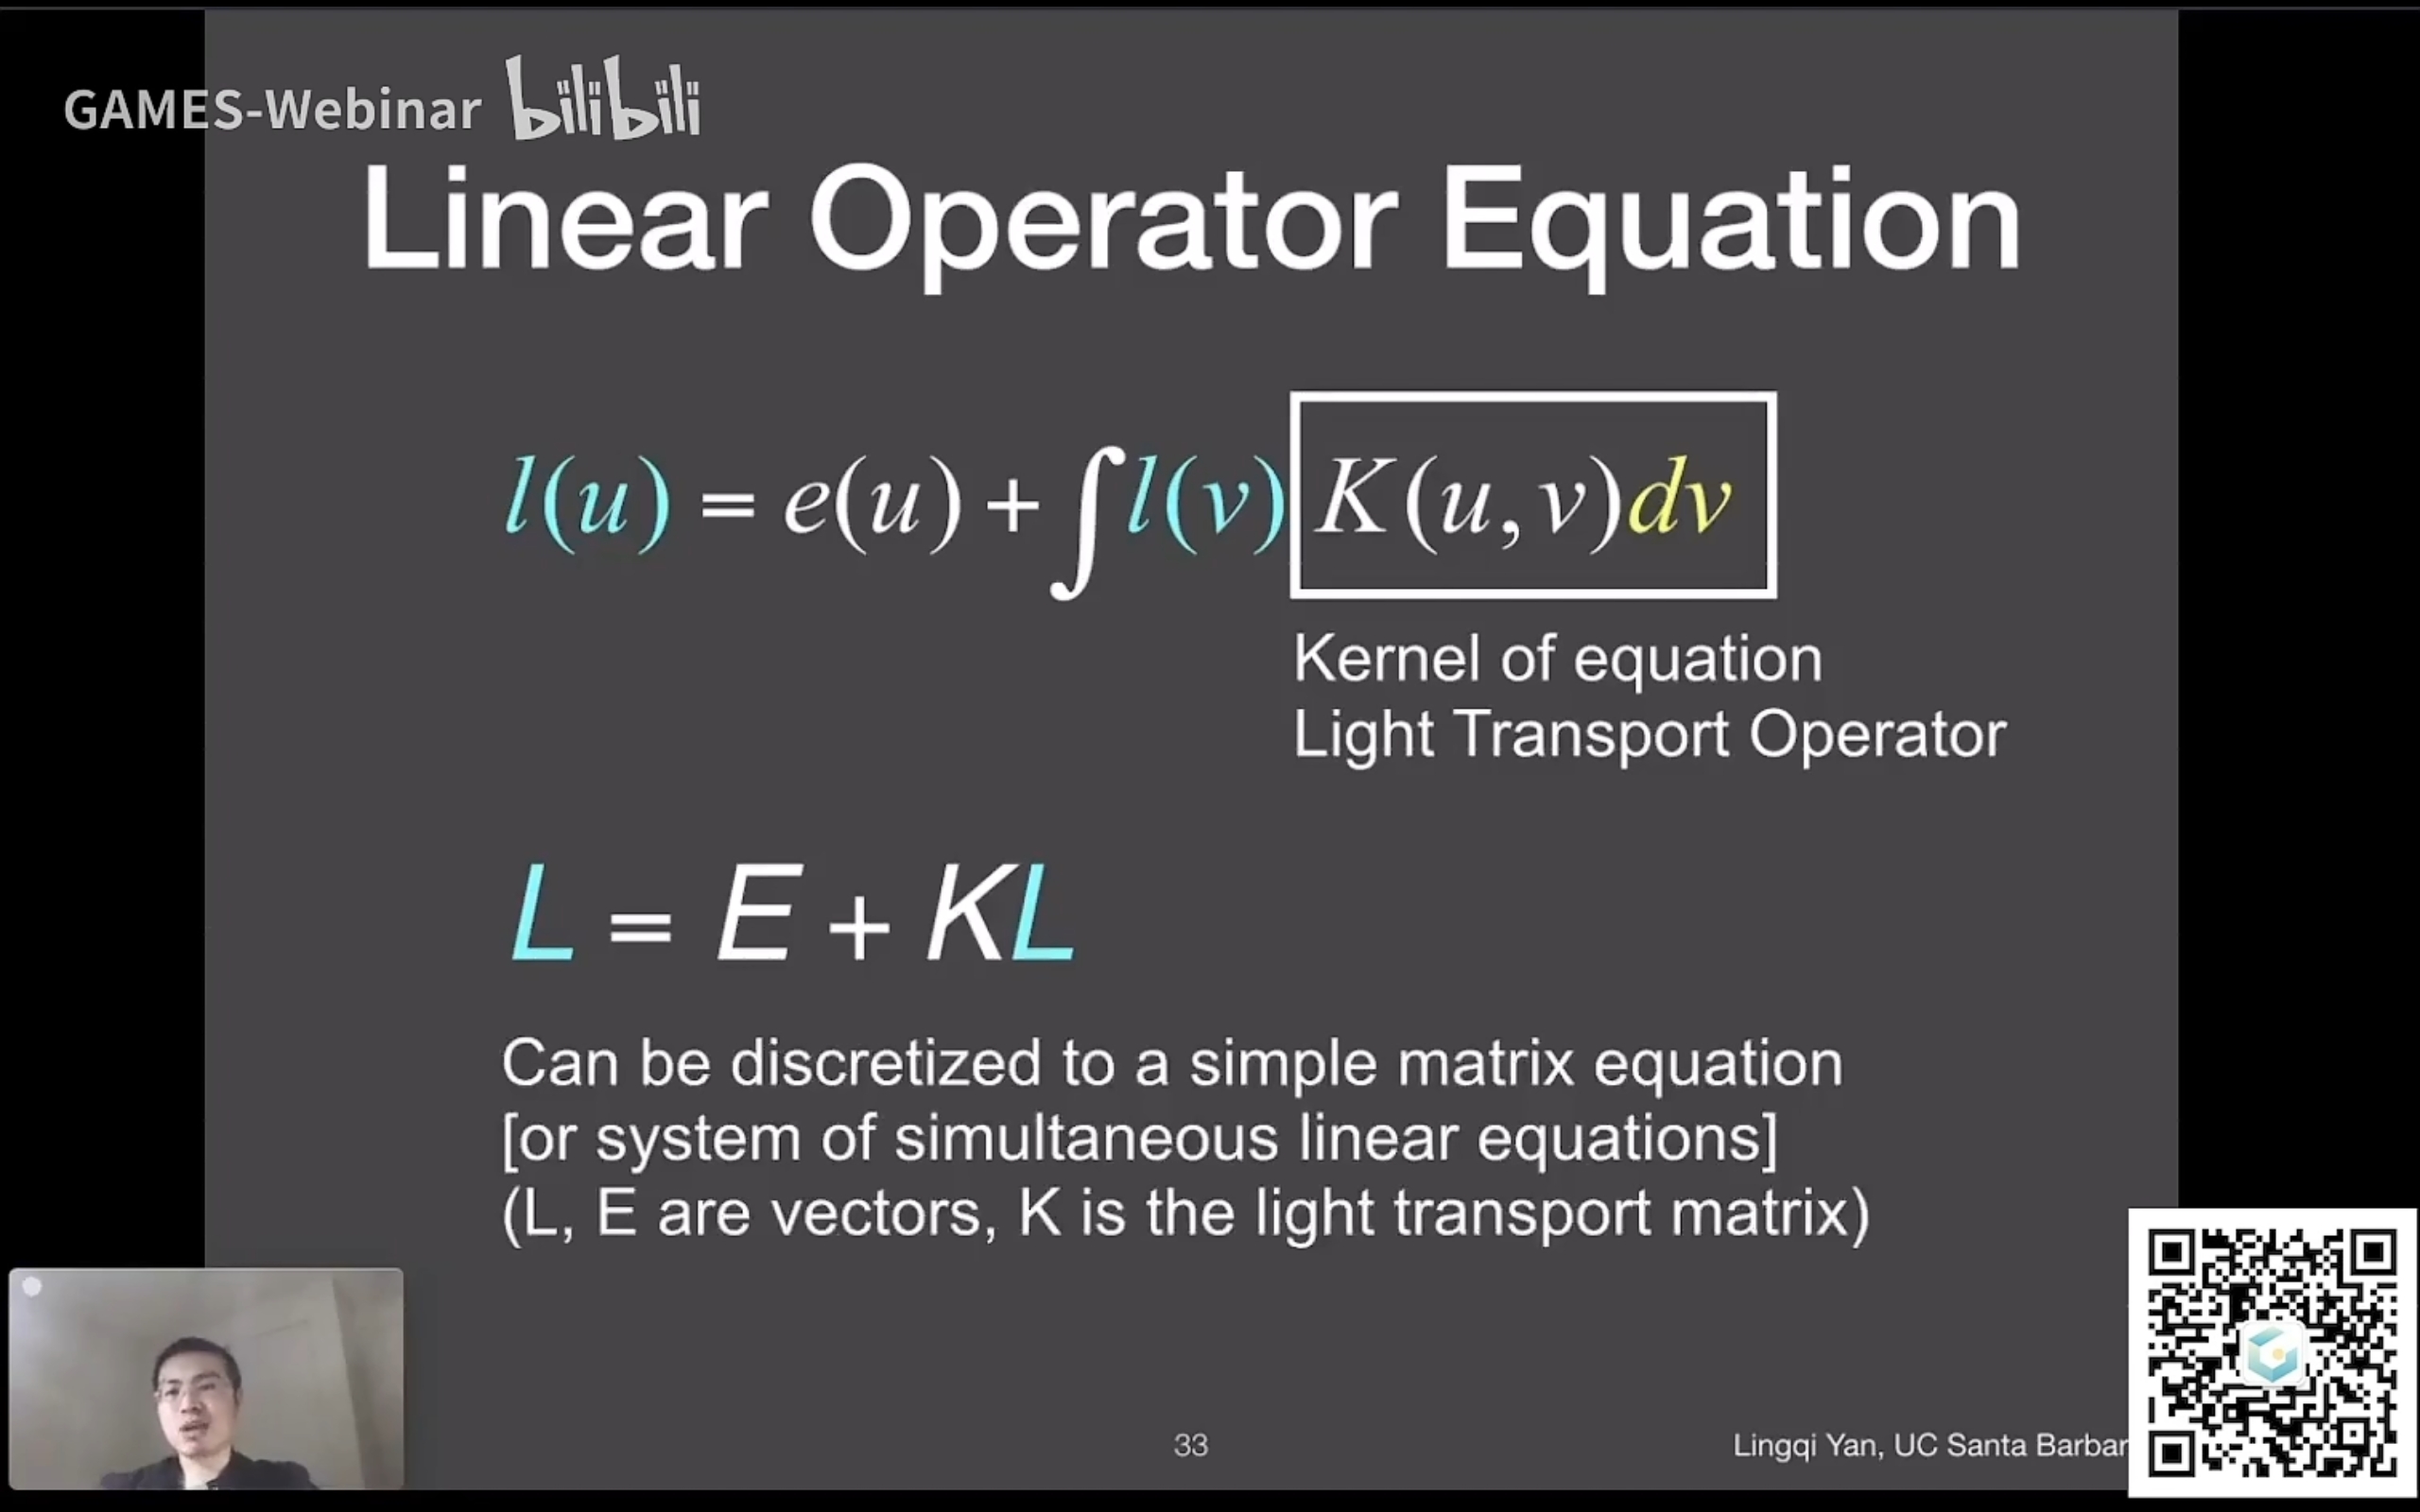 GAMES-Webinar bilibili
Linear Operator Equation
l(u) = e(u) + ∫l(v) K(u,v)dv
Kernel of equation
Light Transport Operator
L = E + KL
Can be discretized to a simple matrix equation
[or system of simultaneous linear equations]
(L, E are vectors, K is the light transport matrix)
33
Lingqi Yan, UC Santa Barbar